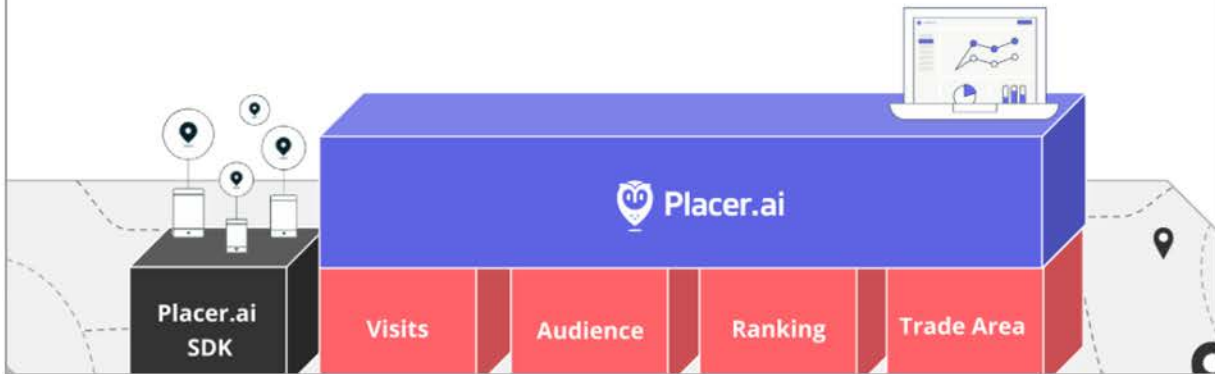 Placer.ai
Placer.ai
SDK
Visits
Audience
Ranking
Trade Area